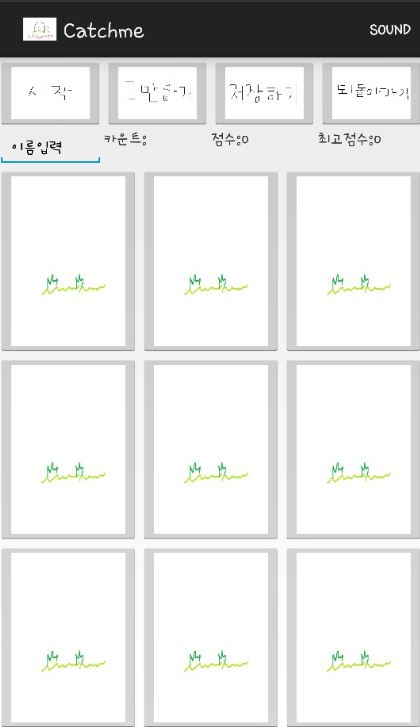 Catchme
SOUND
시작
그만하기
저장하기
되돌아가기
이름입력
카운트:
점수:0
최고점수:0